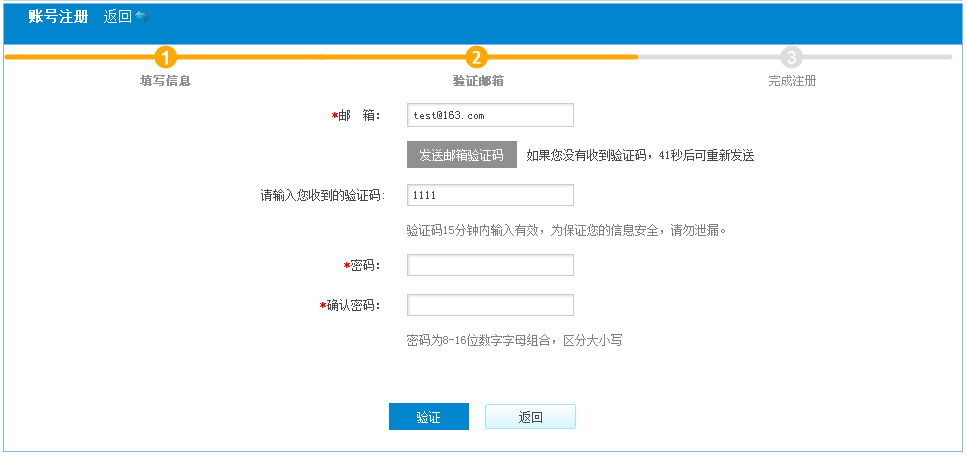 账号注册 返回
1 2 3
填写信息 验证邮箱 完成注册
*邮 箱： test@163.com
发送邮箱验证码 如果您没有收到验证码，41秒后可重新发送
请输入您收到的验证码： 1111
验证码15分钟内输入有效，为保证您的信息安全，请勿泄漏。
*密码：
*确认密码：
密码为8-16位数字字母组合，区分大小写
验证 返回